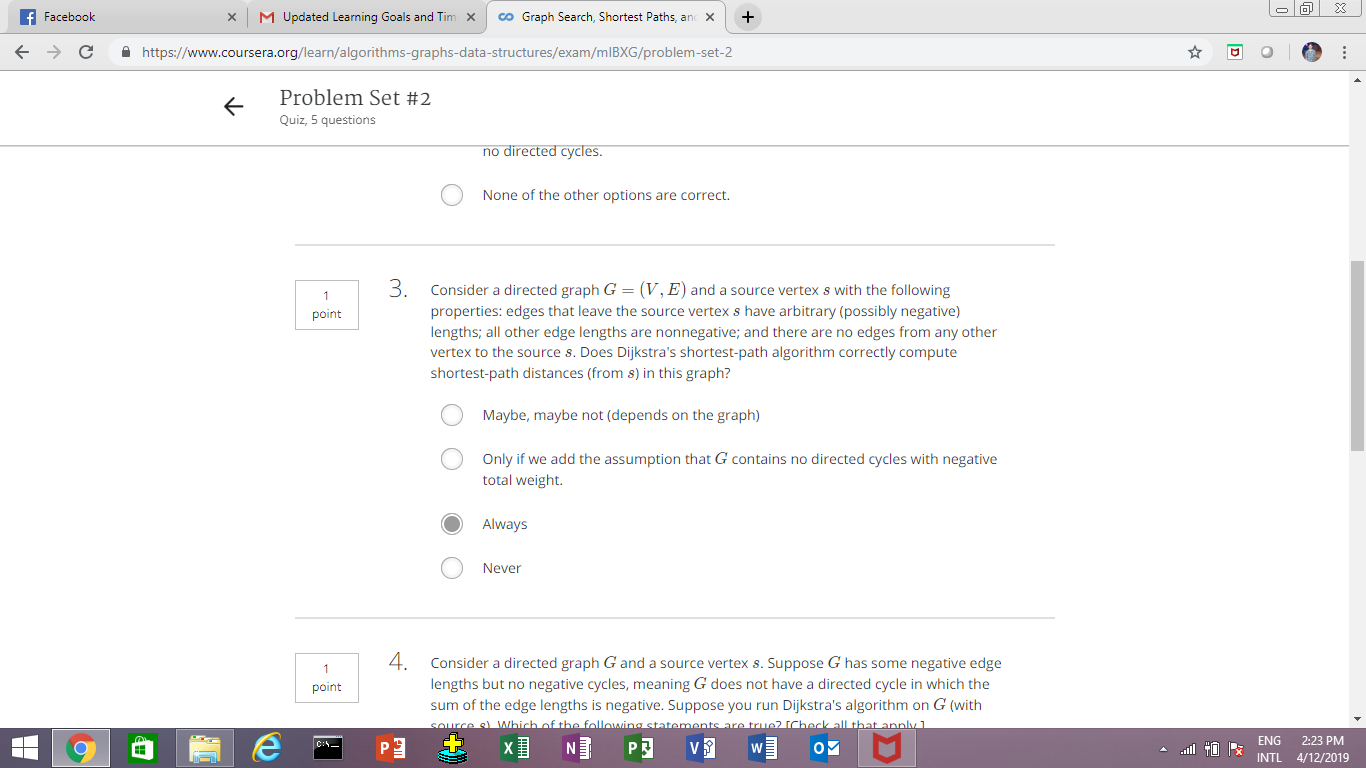 Facebook
Updated Learning Goals and Tim
Graph Search, Shortest Paths, an
https://www.coursera.org/learn/algorithms-graphs-data-structures/exam/mIBXG/problem-set-2
Problem Set #2
Quiz, 5 questions
no directed cycles.
None of the other options are correct.
1
point
3.
Consider a directed graph G = (V, E) and a source vertex s with the following
properties: edges that leave the source vertex s have arbitrary (possibly negative)
lengths; all other edge lengths are nonnegative; and there are no edges from any other
vertex to the source s. Does Dijkstra's shortest-path algorithm correctly compute
shortest-path distances (from s) in this graph?
Maybe, maybe not (depends on the graph)
Only if we add the assumption that G contains no directed cycles with negative
total weight.
Always
Never
1
point
4.
Consider a directed graph G and a source vertex s. Suppose G has some negative edge
lengths but no negative cycles, meaning G does not have a directed cycle in which the
sum of the edge lengths is negative. Suppose you run Dijkstra's algorithm on G (with
source s). Which of the following statements are true? [Check all that apply.]
ENG
INTL
2:23 PM
4/12/2019